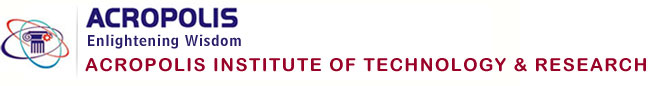 ACROPOLIS
Enlightening Wisdom
ACROPOLIS INSTITUTE OF TECHNOLOGY & RESEARCH